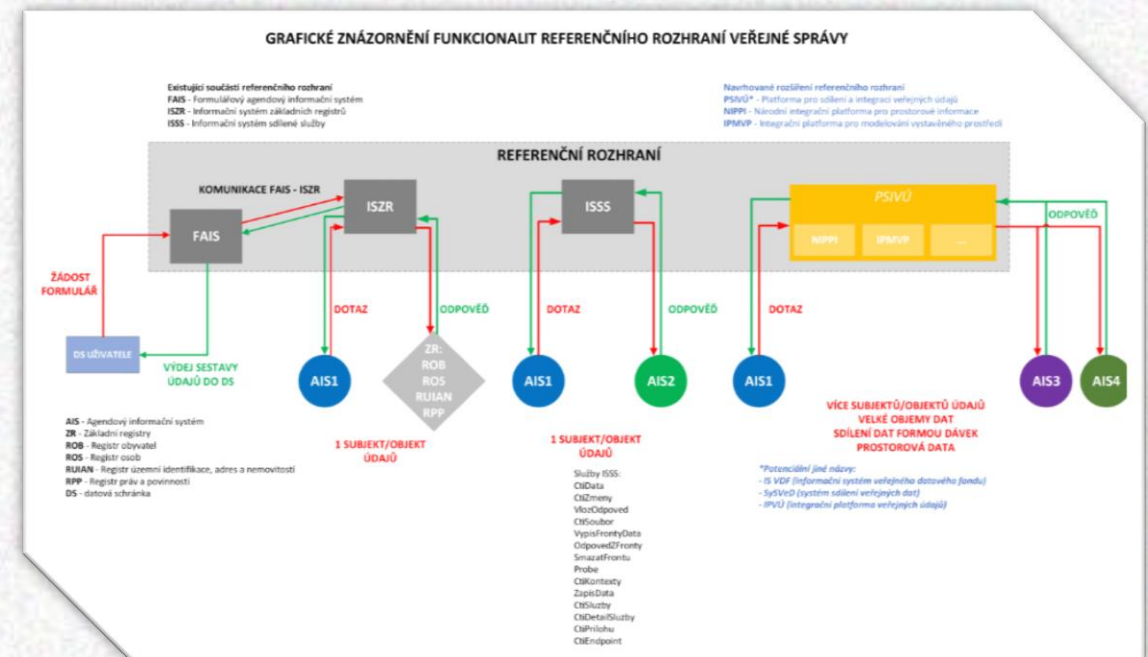 GRAFICKÉ ZNÁZORNĚNÍ FUNKCIONALIT REFERENČNÍHO ROZHRANÍ VEŘEJNÉ SPRÁVY
Existující součásti referenčního rozhraní
FAIS - Formulářový agendový informační systém
ISZR - Informační systém základních registrů
ISSS - Informační systém sdílené služby
Navrhované rozšíření referenčního rozhraní
PSIVÚ* - Platforma pro sdílení a integraci veřejných údajů
NIPPI - Národní integrační platforma pro prostorové informace
IPMVP - Integrační platforma pro modelování vystavěného prostředí
REFERENČNÍ ROZHRANÍ
KOMUNIKACE FAIS - ISZR
FAIS
ISZR
ISSS
PSIVÚ
NIPPI
IPMVP
...
ODPOVĚĎ
ŽÁDOST
FORMULÁŘ
DS UŽIVATELE
VÝDEJ SESTAVY
ÚDAJŮ DO DS
DOTAZ
ODPOVĚĎ
AIS1
ZR:
ROB
ROS
RUIAN
RPP
DOTAZ
ODPOVĚĎ
AIS1
AIS2
DOTAZ
AIS1
AIS3
AIS4
AIS - Agendový informační systém
ZR - Základní registry
ROB - Registr obyvatel
ROS - Registr osob
RUIAN - Registr územní identifikace, adres a nemovitostí
RPP - Registr práv a povinností
DS - datová schránka
1 SUBJEKT/OBJEKT
ÚDAJŮ
1 SUBJEKT/OBJEKT
ÚDAJŮ
Služby ISSS:
CtiData
CtiZmeny
VlozOdpoved
CtiSoubor
VypisFrontyData
OdpovedZFronty
SmazatFrontu
Probe
CtiKontexty
ZapisData
CtiSluzby
CtiDetailSluzby
CtiPrilohu
CtiEndpoint
VÍCE SUBJEKTŮ/OBJEKTŮ ÚDAJŮ
VELKÉ OBJEMY DAT
SDÍLENÍ DAT FORMOU DÁVEK
PROSTOROVÁ DATA
*Potenciální jiné názvy:
- IS VDF (informační systém veřejného datového fondu)
- SySVeD (systém sdílení veřejných dat)
- IPVÚ (integrační platforma veřejných údajů)